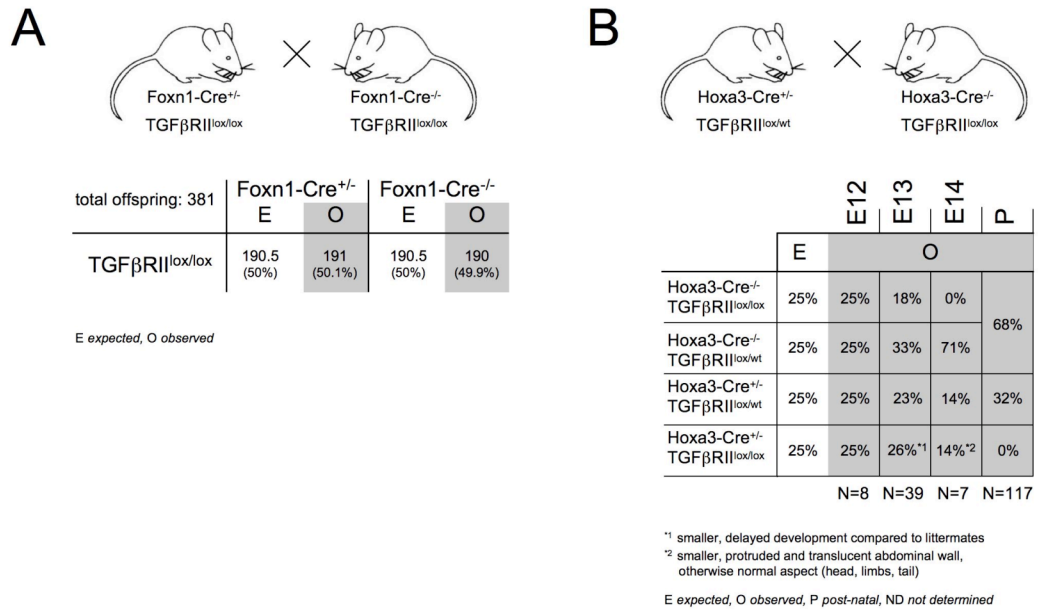 A
Foxn1-Cre+/-
TGFβRIIlox/lox
Foxn1-Cre-/-
TGFβRIIlox/lox
total offspring: 381
Foxn1-Cre+/-
Foxn1-Cre-/-
E
O
E
O
TGFβRIIlox/lox
190.5
(50%)
191
(50.1%)
190.5
(50%)
190
(49.9%)
E expected, O observed
B
Hoxa3-Cre+/-
TGFβRIIlox/wt
Hoxa3-Cre-/-
TGFβRIIlox/lox
E12
E13
E14
P
E
O
Hoxa3-Cre-/-
TGFβRIIlox/lox
25%
25%
18%
0%
68%
Hoxa3-Cre-/-
TGFβRIIlox/wt
25%
25%
33%
71%
Hoxa3-Cre+/-
TGFβRIIlox/wt
25%
25%
23%
14%
32%
Hoxa3-Cre+/-
TGFβRIIlox/lox
25%
25%
26%*1
14%*2
0%
N=8
N=39
N=7
N=117
*1 smaller, delayed development compared to littermates
*2 smaller, protruded and translucent abdominal wall,
otherwise normal aspect (head, limbs, tail)
E expected, O observed, P post-natal, ND not determined